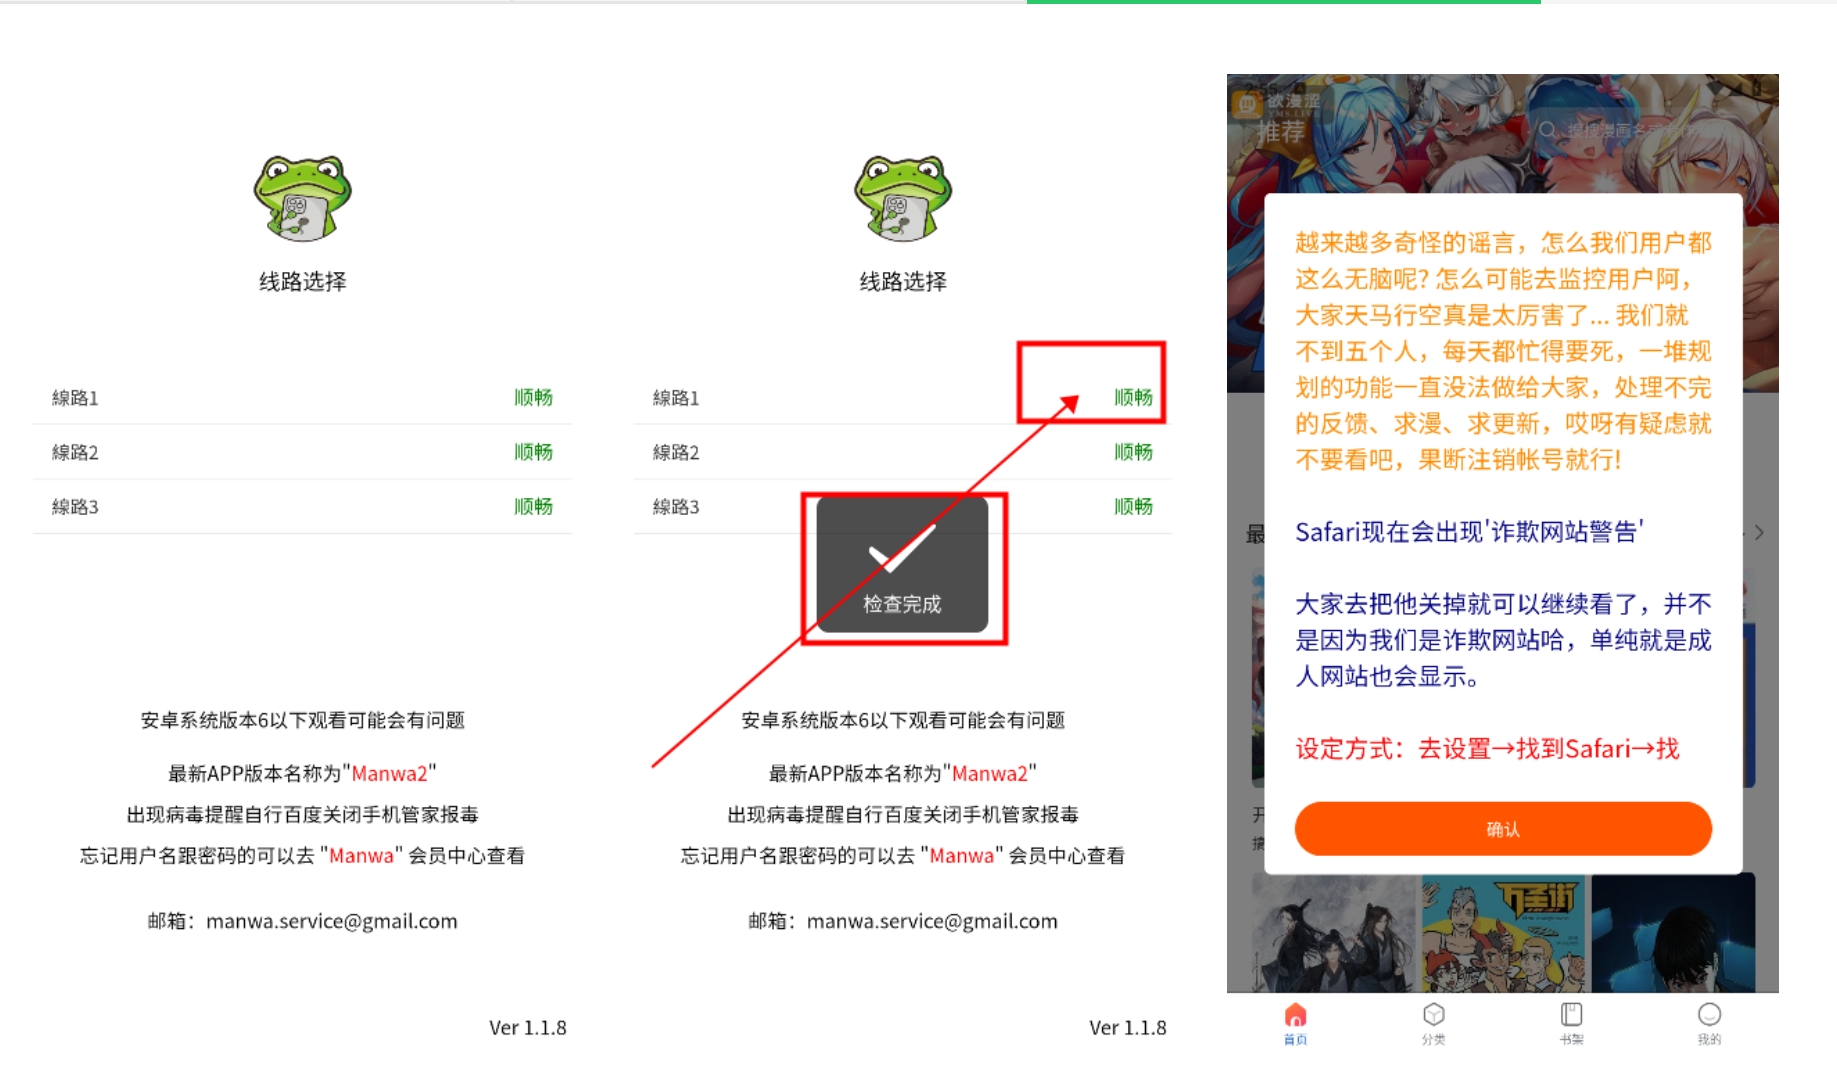 线路选择
線路1 顺畅
線路2 顺畅
線路3 顺畅
安卓系统版本6以下观看可能会有问题
最新APP版本名称为"Manwa2"
出现病毒提醒自行百度关闭手机管家报毒
忘记用户名跟密码的可以去 "Manwa" 会员中心查看
邮箱：manwa.service@gmail.com
Ver 1.1.8
线路选择
線路1 顺畅
線路2 顺畅
線路3 顺畅
检查完成
安卓系统版本6以下观看可能会有问题
最新APP版本名称为"Manwa2"
出现病毒提醒自行百度关闭手机管家报毒
忘记用户名跟密码的可以去 "Manwa" 会员中心查看
邮箱：manwa.service@gmail.com
Ver 1.1.8
2:55
欲漫涩
YMS.LIVE
推荐
越来越多奇怪的谣言，怎么我们用户都
这么无脑呢? 怎么可能去监控用户阿，
大家天马行空真是太厉害了... 我们就
不到五个人，每天都忙得要死，一堆规
划的功能一直没法做给大家，处理不完
的反馈、求漫、求更新，哎呀有疑虑就
不要看吧，果断注销帐号就行!
Safari现在会出现'诈欺网站警告'
大家去把他关掉就可以继续看了，并不
是因为我们是诈欺网站哈，单纯就是成
人网站也会显示。
设定方式：去设置→找到Safari→找
确认
最
开
万圣街
首页 分类 书架 我的